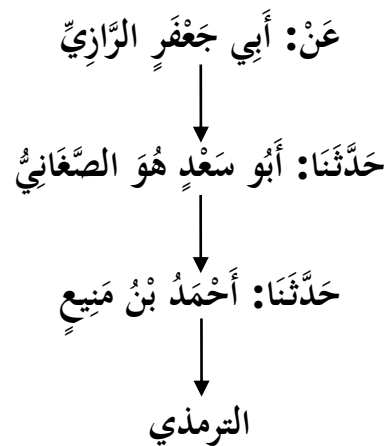 عَنْ: أَبِي جَعْفَرٍ الرَّازِيِّ
حَدَّثَنَا: أَبُو سَعْدٍ هُوَ الصَّغَانِيُّ
حَدَّثَنَا: أَحْمَدُ بْنُ مَنِيعٍ
الترمذي